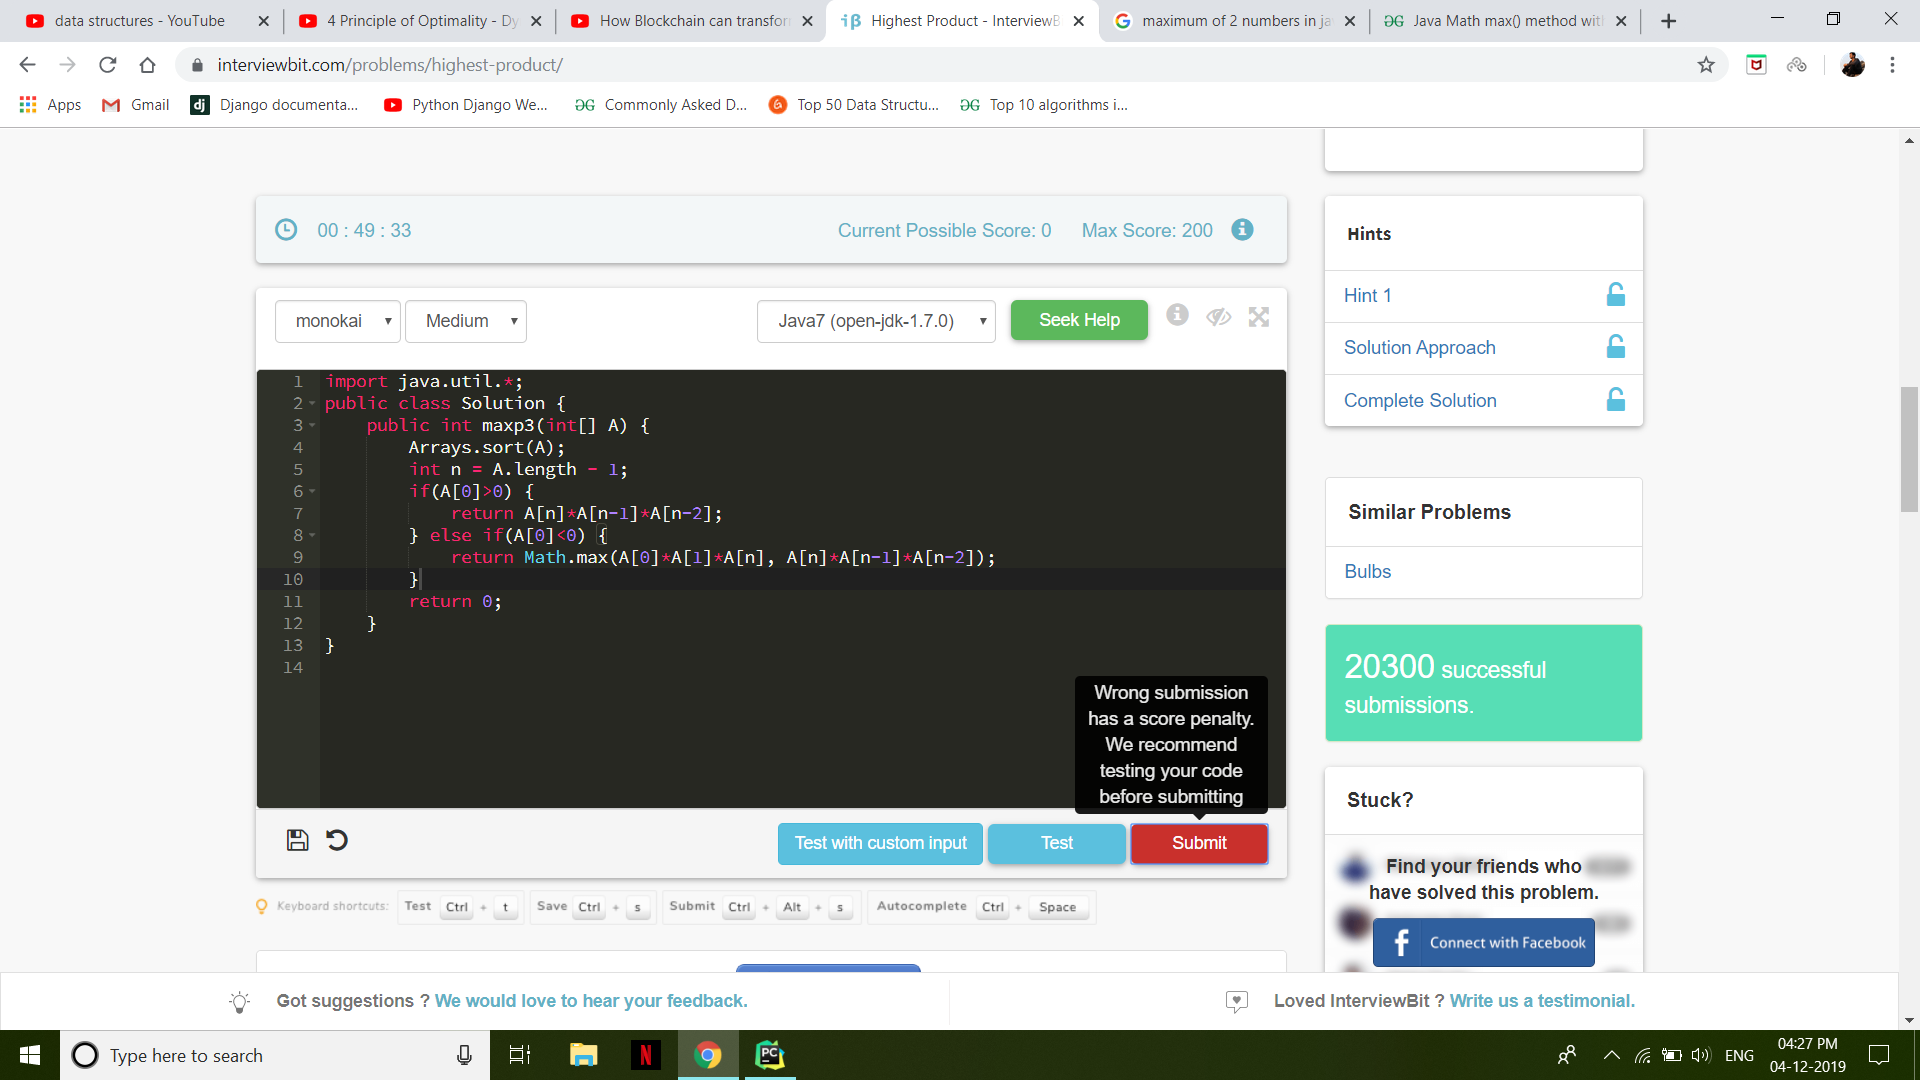 data structures - YouTube
4 Principle of Optimality - Dy
How Blockchain can transfor
Highest Product - InterviewB
maximum of 2 numbers in ja
Java Math max() method wit
interviewbit.com/problems/highest-product/
Apps
Gmail
Django documenta...
Python Django We...
Commonly Asked D...
Top 50 Data Structu...
Top 10 algorithms i...
00 : 49 : 33
Current Possible Score: 0
Max Score: 200
monokai
Medium
Java7 (open-jdk-1.7.0)
Seek Help
1 import java.util.*;
2 public class Solution {
3 public int maxp3(int[] A) {
4 Arrays.sort(A);
5 int n = A.length - 1;
6 if(A[0]>0) {
7 return A[n]*A[n-1]*A[n-2];
8 } else if(A[0]<0) {
9 return Math.max(A[0]*A[1]*A[n], A[n]*A[n-1]*A[n-2]);
10 }
11 return 0;
12 }
13 }
14
Wrong submission
has a score penalty.
We recommend
testing your code
before submitting
Test with custom input
Test
Submit
Keyboard shortcuts:
Test Ctrl + t
Save Ctrl + s
Submit Ctrl + Alt + s
Autocomplete Ctrl + Space
Hints
Hint 1
Solution Approach
Complete Solution
Similar Problems
Bulbs
20300 successful
submissions.
Stuck?
Find your friends who
have solved this problem.
f Connect with Facebook
Got suggestions ? We would love to hear your feedback.
Loved InterviewBit ? Write us a testimonial.
Type here to search
N
PC
ENG
04:27 PM
04-12-2019